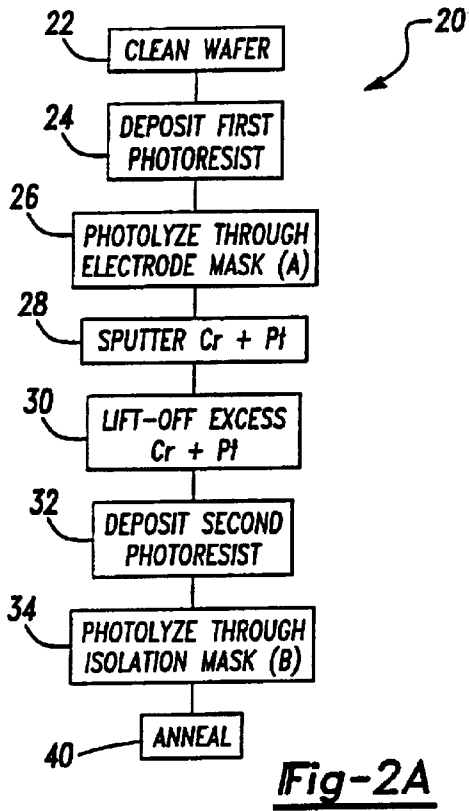 20
22
CLEAN WAFER
24
DEPOSIT FIRST
PHOTORESIST
26
PHOTOLYZE THROUGH
ELECTRODE MASK (A)
28
SPUTTER Cr + Pt
30
LIFT-OFF EXCESS
Cr + Pt
32
DEPOSIT SECOND
PHOTORESIST
34
PHOTOLYZE THROUGH
ISOLATION MASK (B)
40
ANNEAL
Fig-2A